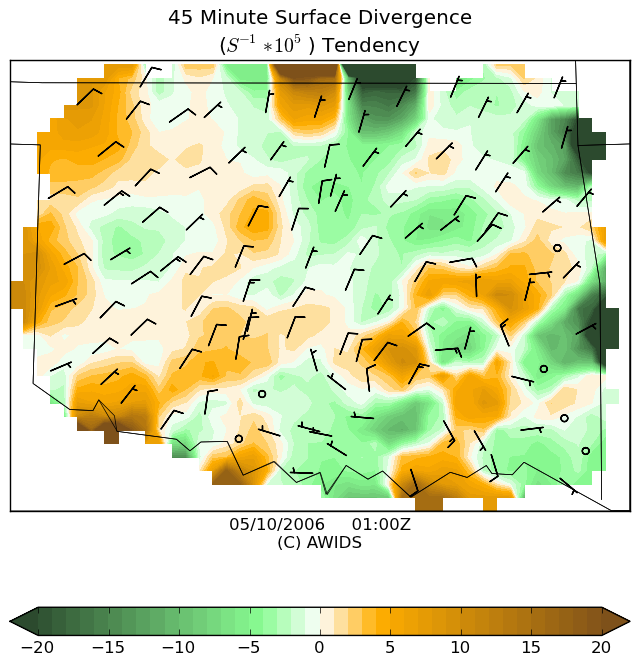 45 Minute Surface Divergence
(S⁻¹ *10⁵ ) Tendency
05/10/2006 01:00Z
(C) AWIDS
−20 −15 −10 −5 0 5 10 15 20